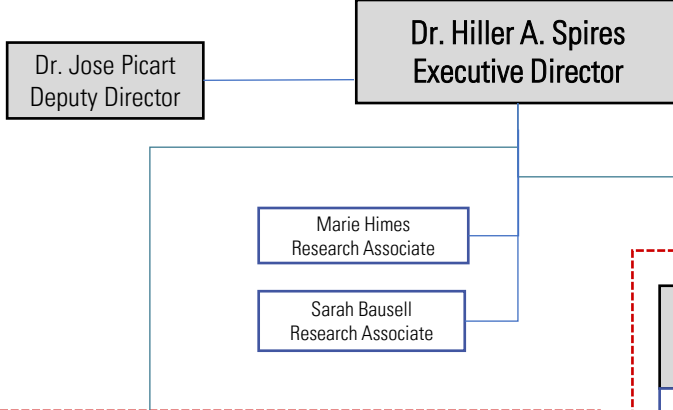 Dr. Hiller A. Spires
Executive Director
Dr. Jose Picart
Deputy Director
Marie Himes
Research Associate
Sarah Bausell
Research Associate